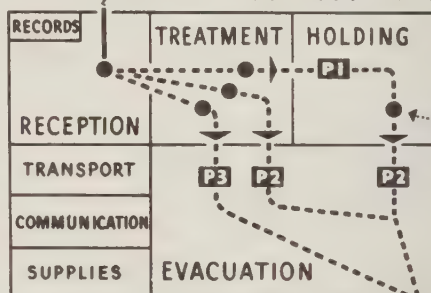 RECORDS
TREATMENT
HOLDING
P1
RECEPTION
TRANSPORT
P3
P2
P2
COMMUNICATION
SUPPLIES
EVACUATION